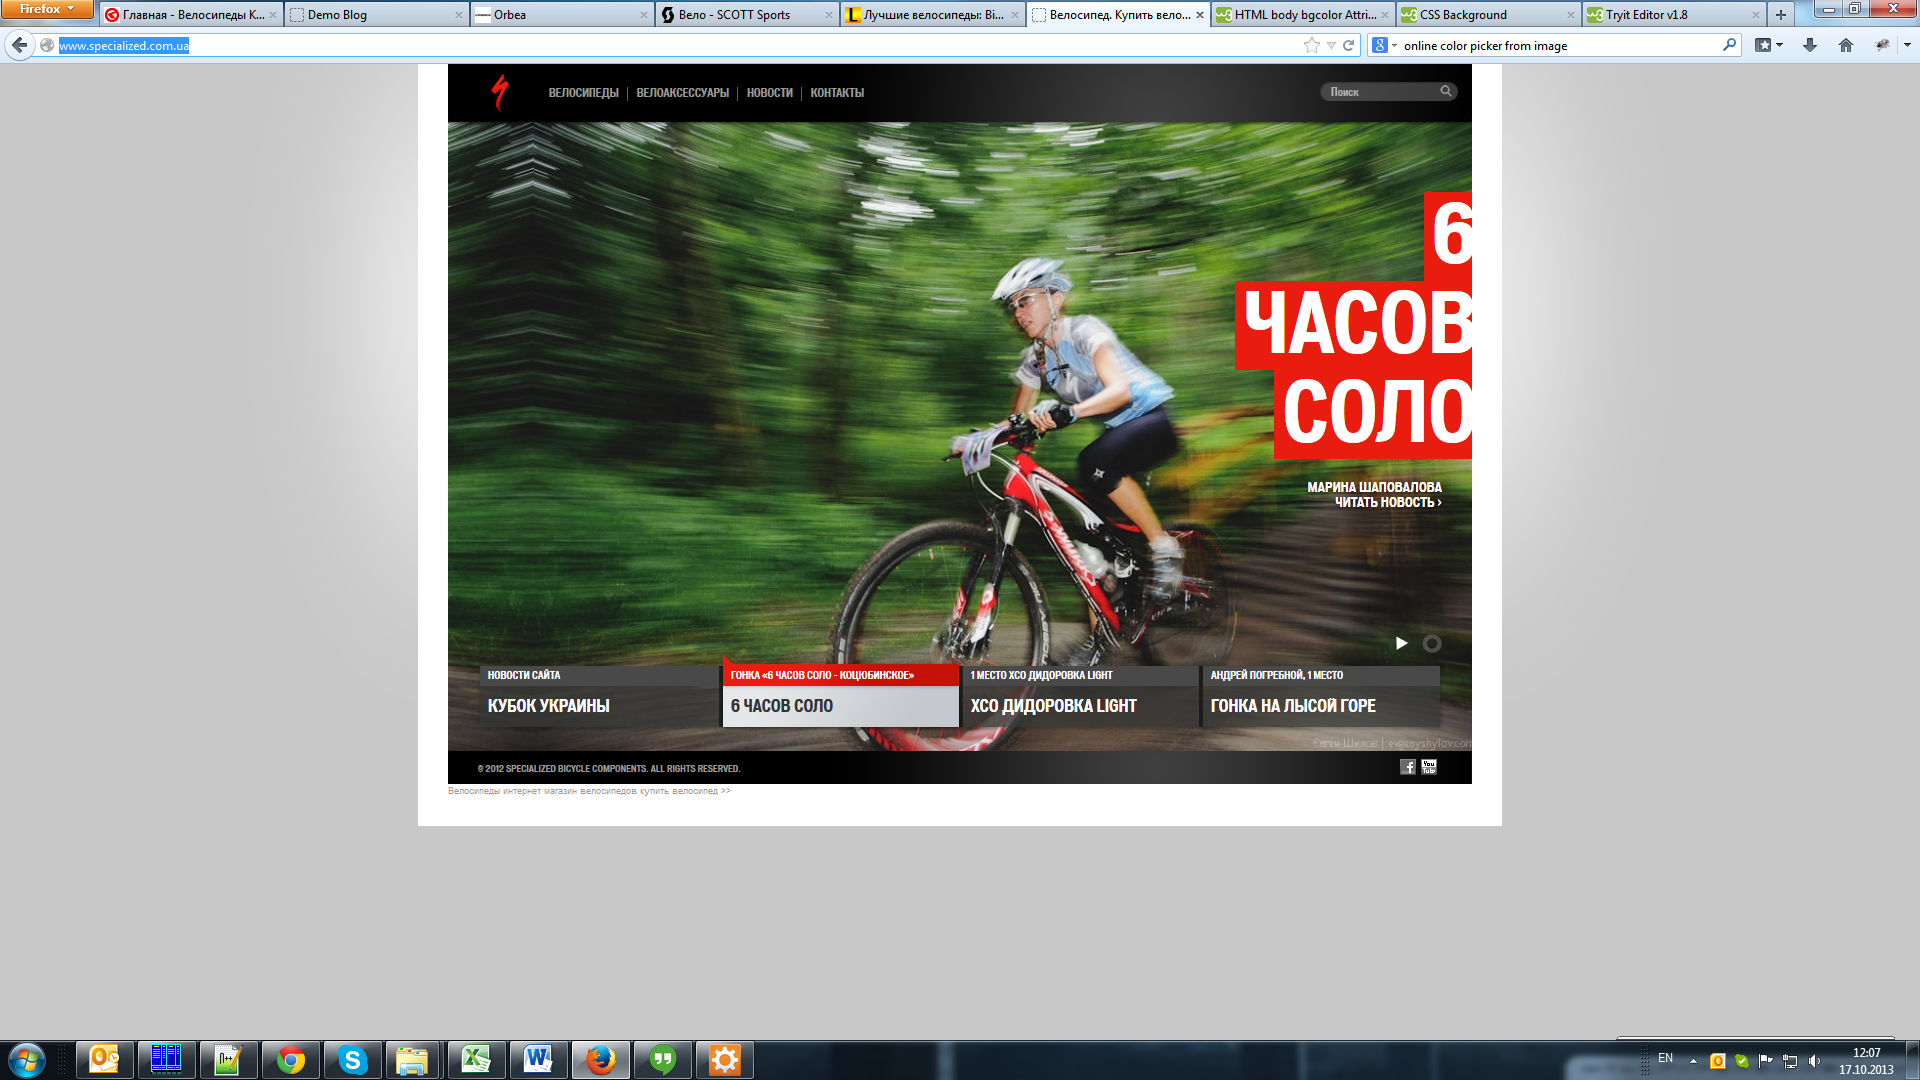 Firefox
Главная - Велосипеды K...
Demo Blog
Orbea
Вело - SCOTT Sports
Лучшие велосипеды: Bi...
Велосипед. Купить вело...
HTML body bgcolor Attri...
CSS Background
Tryit Editor v1.8
www.specialized.com.ua
online color picker from image
ВЕЛОСИПЕДЫ
ВЕЛОАКСЕССУАРЫ
НОВОСТИ
КОНТАКТЫ
Поиск
6
ЧАСОВ
СОЛО
МАРИНА ШАПОВАЛОВА
ЧИТАТЬ НОВОСТЬ ›
НОВОСТИ САЙТА
КУБОК УКРАИНЫ
ГОНКА «6 ЧАСОВ СОЛО - КОЦЮБИНСКОЕ»
6 ЧАСОВ СОЛО
1 МЕСТО XCO ДИДОРОВКА LIGHT
XCO ДИДОРОВКА LIGHT
АНДРЕЙ ПОГРЕБНОЙ, 1 МЕСТО
ГОНКА НА ЛЫСОЙ ГОРЕ
Євген Шилов | evgenyshylov.com
© 2012 SPECIALIZED BICYCLE COMPONENTS. ALL RIGHTS RESERVED.
You Tube
Велосипеды интернет магазин велосипедов купить велосипед >>
EN
12:07
17.10.2013